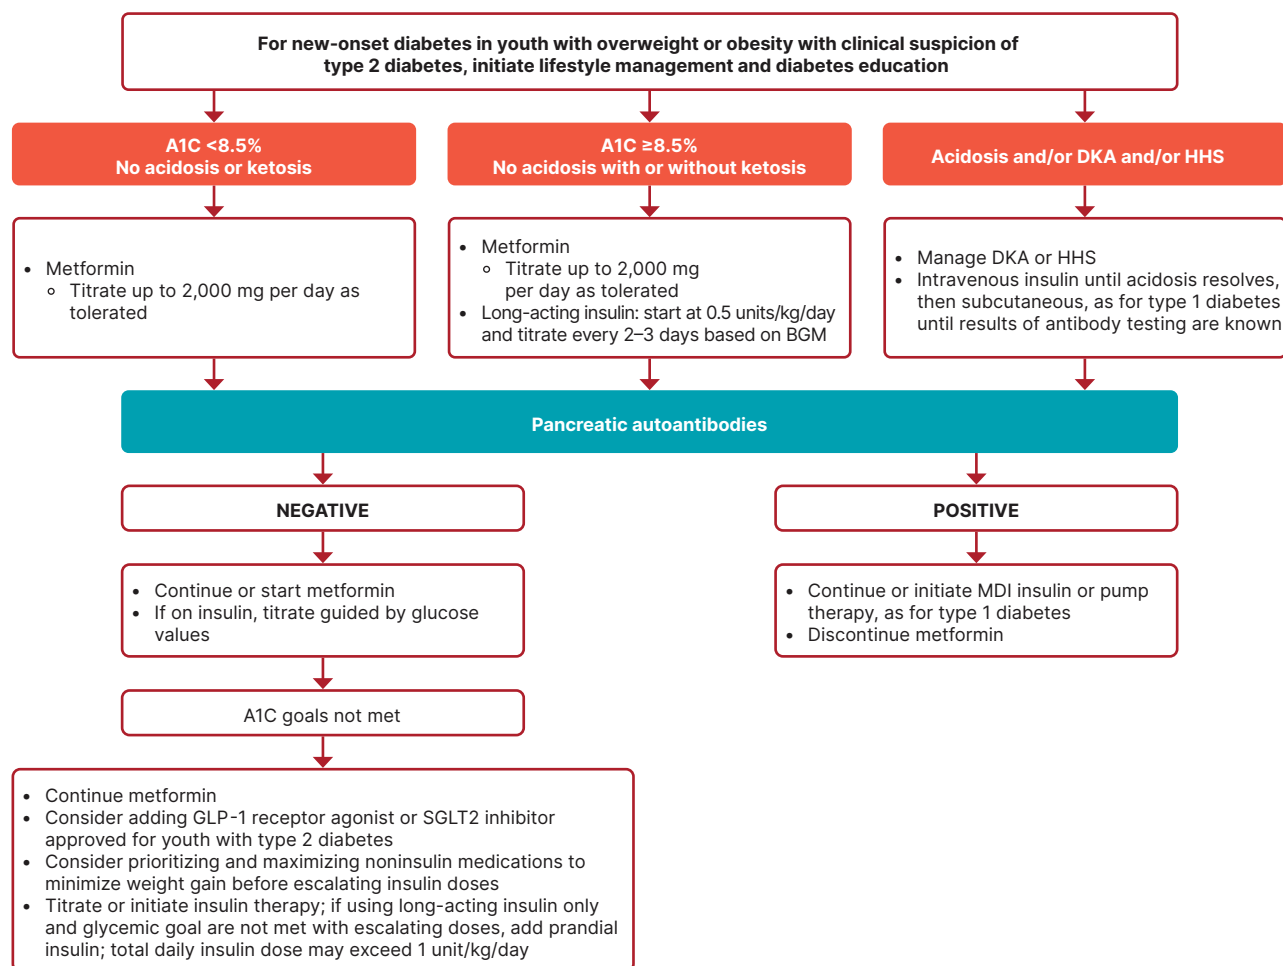 For new-onset diabetes in youth with overweight or obesity with clinical suspicion of
type 2 diabetes, initiate lifestyle management and diabetes education
A1C <8.5%
No acidosis or ketosis
A1C ≥8.5%
No acidosis with or without ketosis
Acidosis and/or DKA and/or HHS
• Metformin
◦ Titrate up to 2,000 mg per day as
tolerated
• Metformin
◦ Titrate up to 2,000 mg
per day as tolerated
• Long-acting insulin: start at 0.5 units/kg/day
and titrate every 2–3 days based on BGM
• Manage DKA or HHS
• Intravenous insulin until acidosis resolves,
then subcutaneous, as for type 1 diabetes
until results of antibody testing are known
Pancreatic autoantibodies
NEGATIVE
POSITIVE
• Continue or start metformin
• If on insulin, titrate guided by glucose
values
• Continue or initiate MDI insulin or pump
therapy, as for type 1 diabetes
• Discontinue metformin
A1C goals not met
• Continue metformin
• Consider adding GLP-1 receptor agonist or SGLT2 inhibitor
approved for youth with type 2 diabetes
• Consider prioritizing and maximizing noninsulin medications to
minimize weight gain before escalating insulin doses
• Titrate or initiate insulin therapy; if using long-acting insulin only
and glycemic goal are not met with escalating doses, add prandial
insulin; total daily insulin dose may exceed 1 unit/kg/day